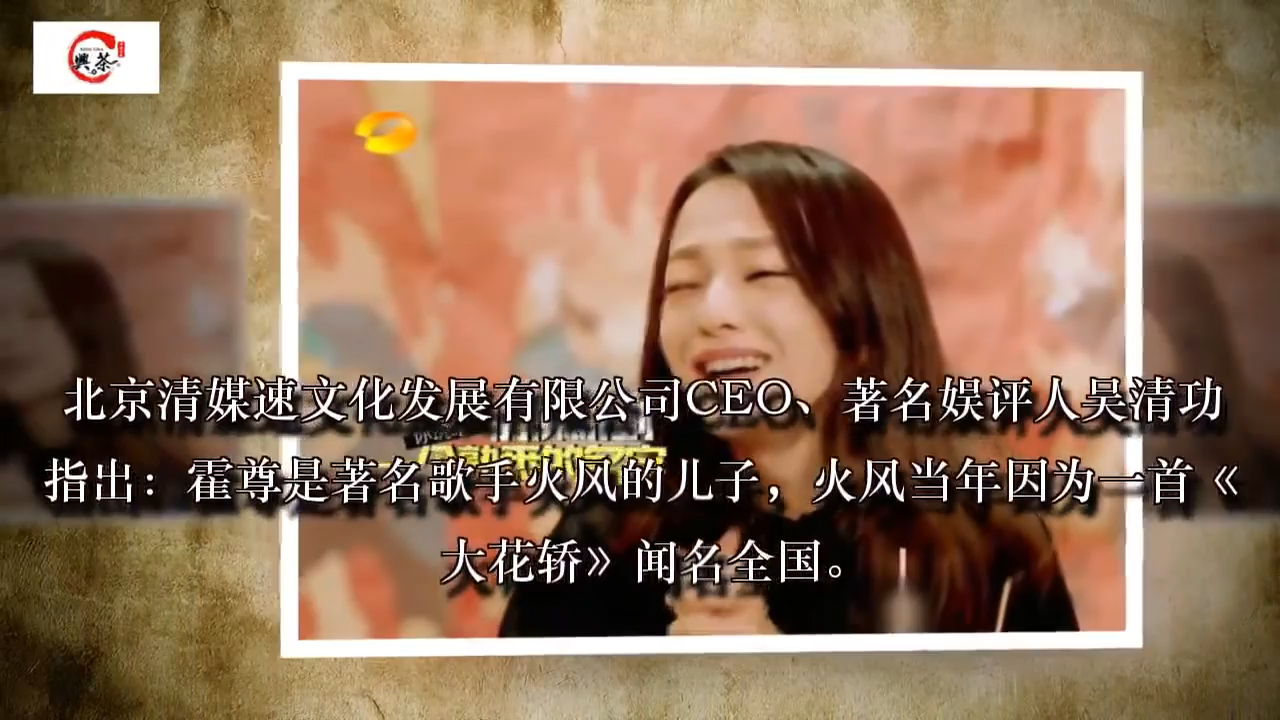 興茶
北京清媒速文化发展有限公司CEO、著名娱评人吴清功
指出：霍尊是著名歌手火风的儿子，火风当年因为一首《
大花轿》闻名全国。